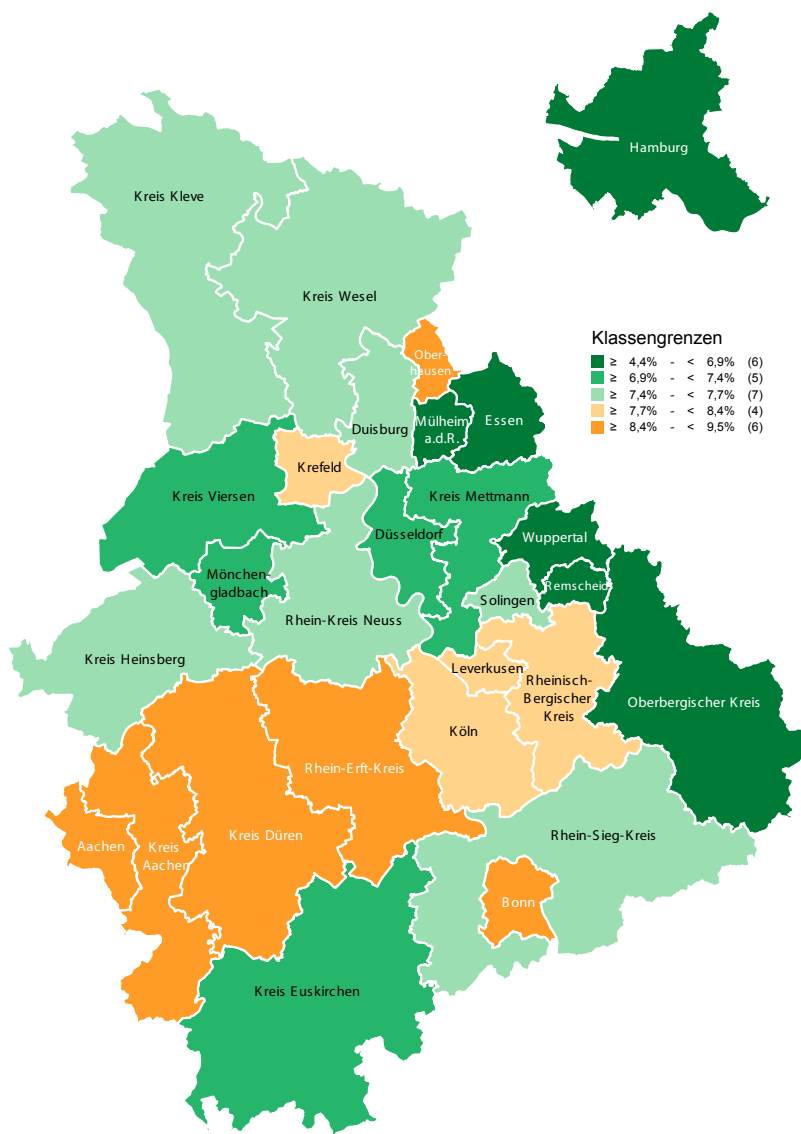 Hamburg
Kreis Kleve
Kreis Wesel
Klassengrenzen
≥ 4,4% - < 6,9% (6)
≥ 6,9% - < 7,4% (5)
≥ 7,4% - < 7,7% (7)
≥ 7,7% - < 8,4% (4)
≥ 8,4% - < 9,5% (6)
Ober-
hausen
Duisburg
Mülheim
a.d.R.
Essen
Krefeld
Kreis Viersen
Kreis Mettmann
Düsseldorf
Wuppertal
Mönchen-
gladbach
Remscheid
Solingen
Rhein-Kreis Neuss
Kreis Heinsberg
Leverkusen
Rheinisch-
Bergischer
Kreis
Oberbergischer Kreis
Köln
Rhein-Erft-Kreis
Kreis Düren
Aachen
Kreis
Aachen
Rhein-Sieg-Kreis
Bonn
Kreis Euskirchen